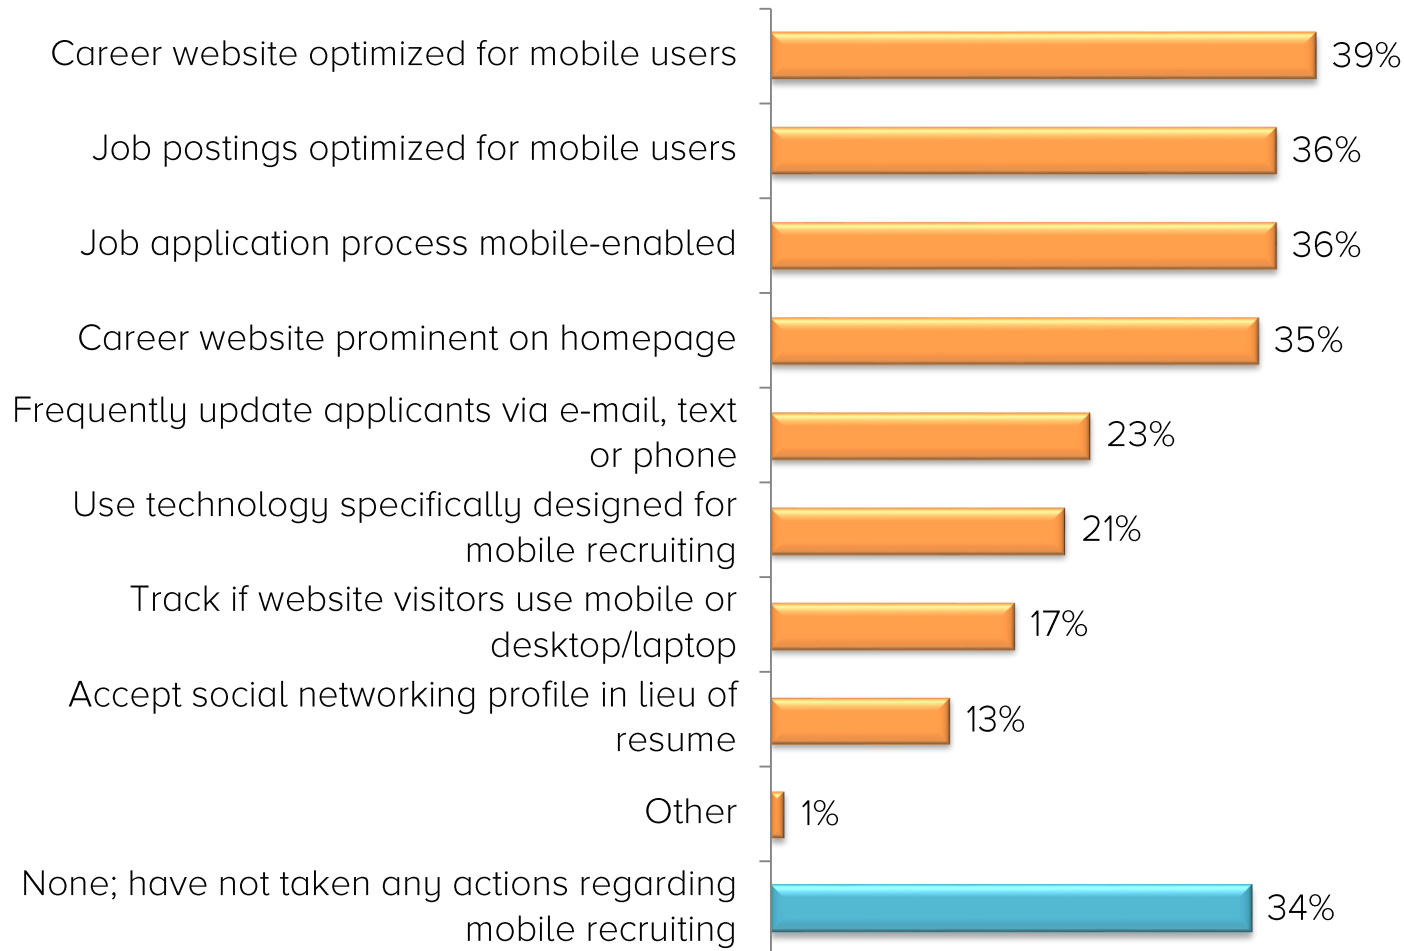 Career website optimized for mobile users 39%
Job postings optimized for mobile users 36%
Job application process mobile-enabled 36%
Career website prominent on homepage 35%
Frequently update applicants via e-mail, text
or phone 23%
Use technology specifically designed for
mobile recruiting 21%
Track if website visitors use mobile or
desktop/laptop 17%
Accept social networking profile in lieu of
resume 13%
Other 1%
None; have not taken any actions regarding
mobile recruiting 34%